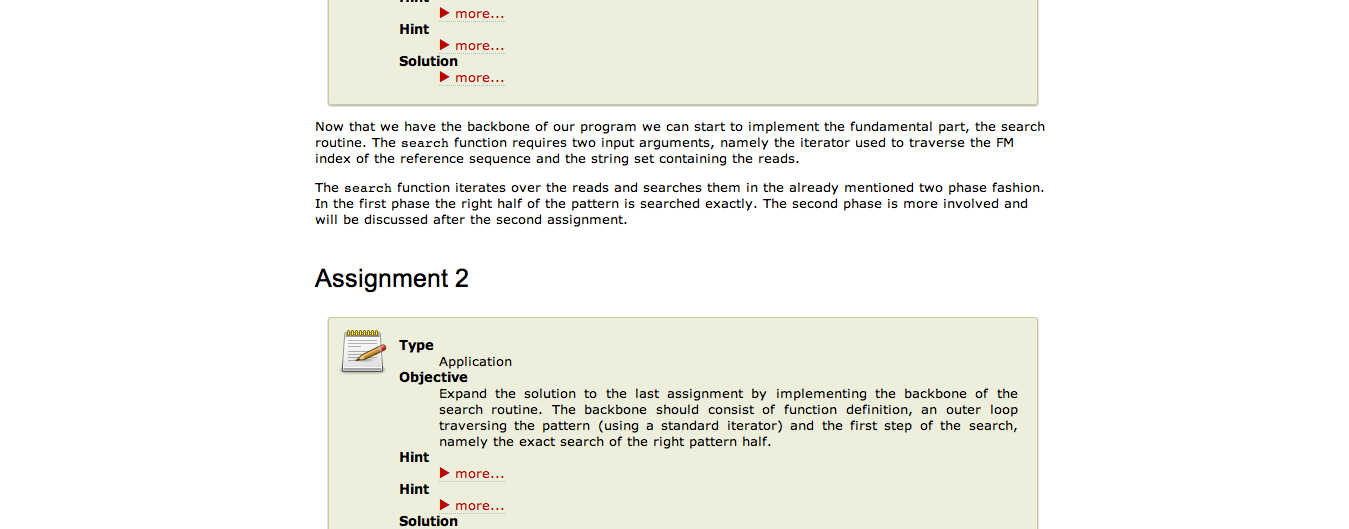 ▶ more...
Hint
▶ more...
Solution
▶ more...
Now that we have the backbone of our program we can start to implement the fundamental part, the search
routine. The search function requires two input arguments, namely the iterator used to traverse the FM
index of the reference sequence and the string set containing the reads.
The search function iterates over the reads and searches them in the already mentioned two phase fashion.
In the first phase the right half of the pattern is searched exactly. The second phase is more involved and
will be discussed after the second assignment.
Assignment 2
Type
Application
Objective
Expand the solution to the last assignment by implementing the backbone of the
search routine. The backbone should consist of function definition, an outer loop
traversing the pattern (using a standard iterator) and the first step of the search,
namely the exact search of the right pattern half.
Hint
▶ more...
Hint
▶ more...
Solution